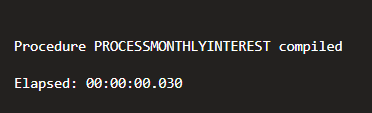 Procedure PROCESSMONTHLYINTEREST compiled
Elapsed: 00:00:00.030